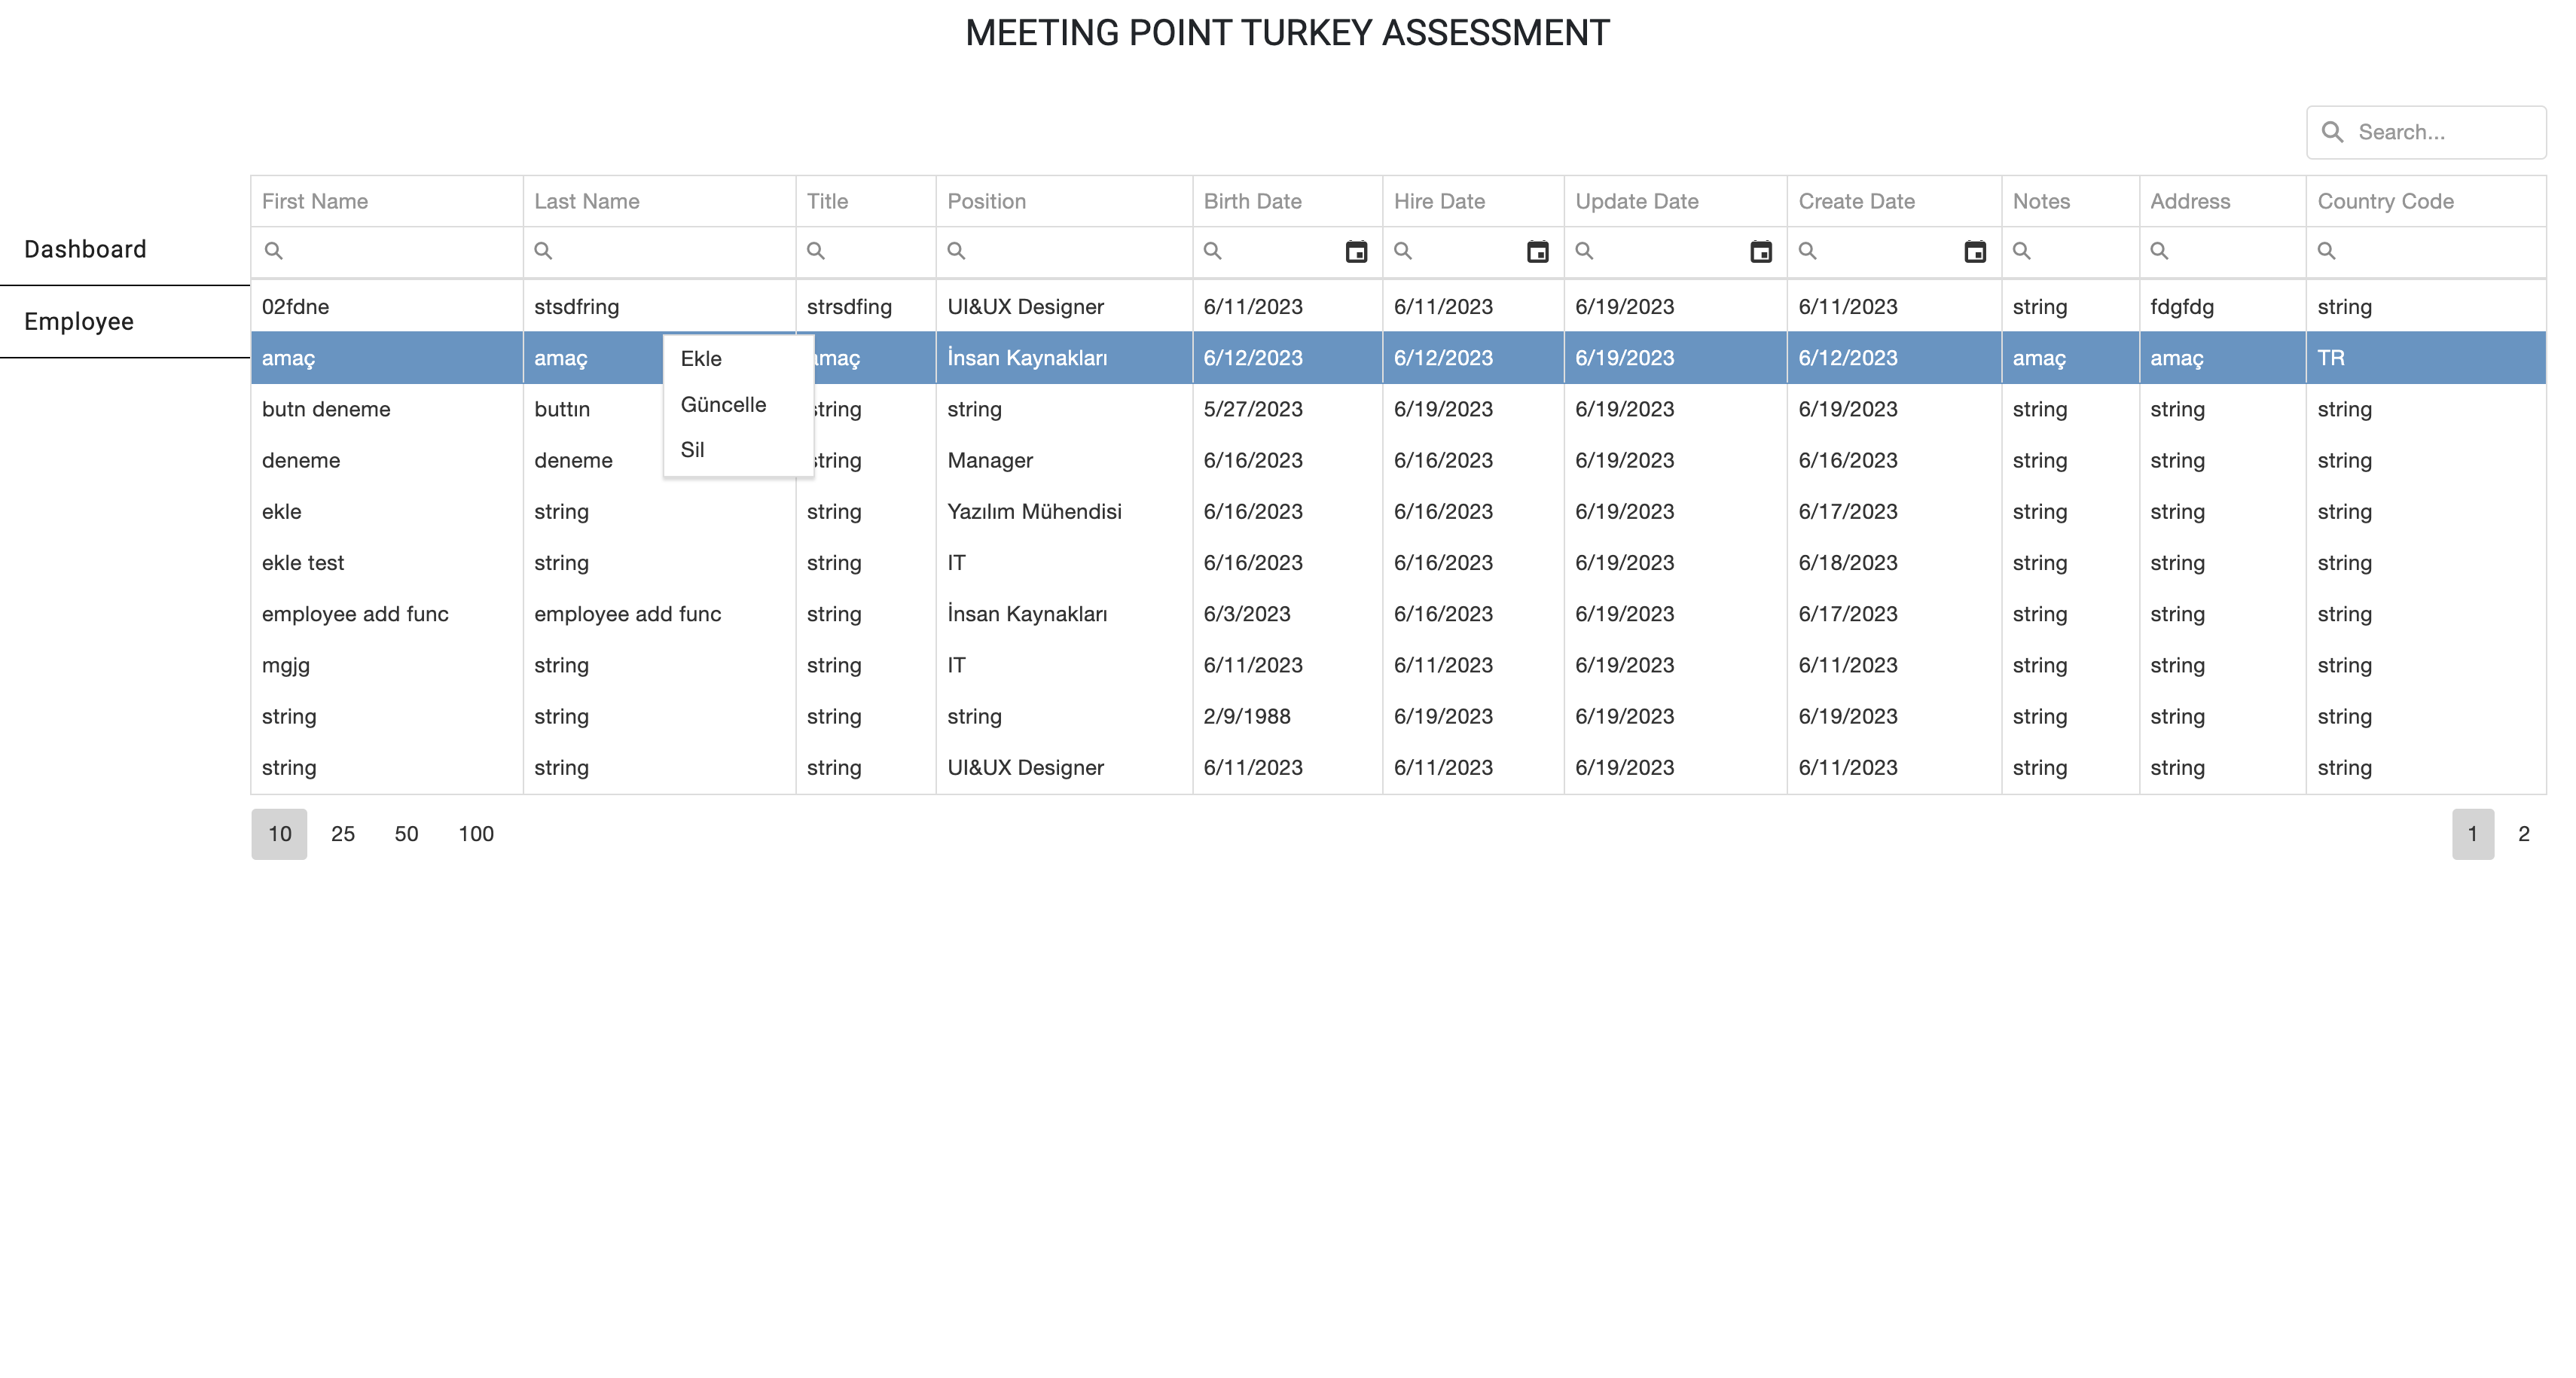 MEETING POINT TURKEY ASSESSMENT
Search...
Dashboard
Employee
First Name Last Name Title Position Birth Date Hire Date Update Date Create Date Notes Address Country Code
02fdne stsdfring strsdfing UI&UX Designer 6/11/2023 6/11/2023 6/19/2023 6/11/2023 string fdgfdg string
amaç amaç amaç İnsan Kaynakları 6/12/2023 6/12/2023 6/19/2023 6/12/2023 amaç amaç TR
Ekle
Güncelle
Sil
butn deneme buttın string string 5/27/2023 6/19/2023 6/19/2023 6/19/2023 string string string
deneme deneme string Manager 6/16/2023 6/16/2023 6/19/2023 6/16/2023 string string string
ekle string string Yazılım Mühendisi 6/16/2023 6/16/2023 6/19/2023 6/17/2023 string string string
ekle test string string IT 6/16/2023 6/16/2023 6/19/2023 6/18/2023 string string string
employee add func employee add func string İnsan Kaynakları 6/3/2023 6/16/2023 6/19/2023 6/17/2023 string string string
mgjg string string IT 6/11/2023 6/11/2023 6/19/2023 6/11/2023 string string string
string string string string 2/9/1988 6/19/2023 6/19/2023 6/19/2023 string string string
string string string UI&UX Designer 6/11/2023 6/11/2023 6/19/2023 6/11/2023 string string string
10 25 50 100 1 2